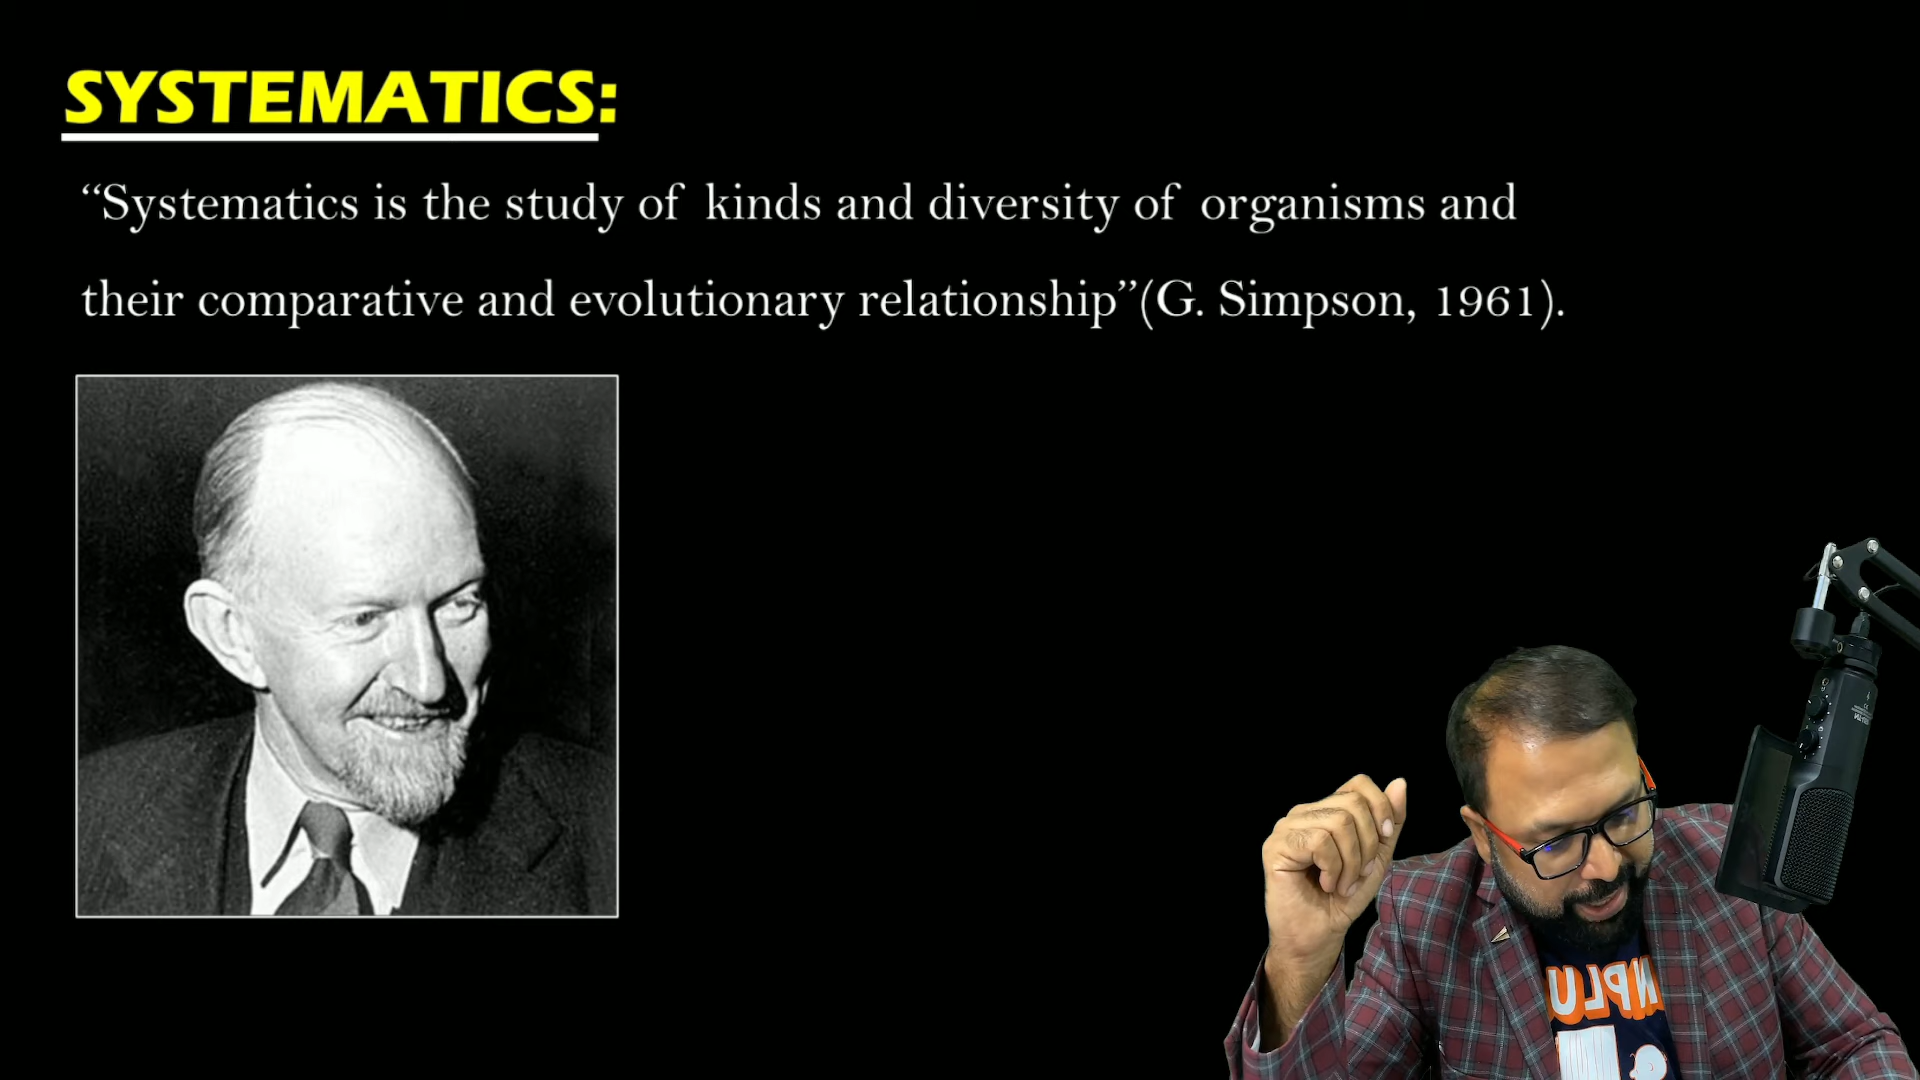 SYSTEMATICS:
“Systematics is the study of kinds and diversity of organisms and
their comparative and evolutionary relationship”(G. Simpson, 1961).